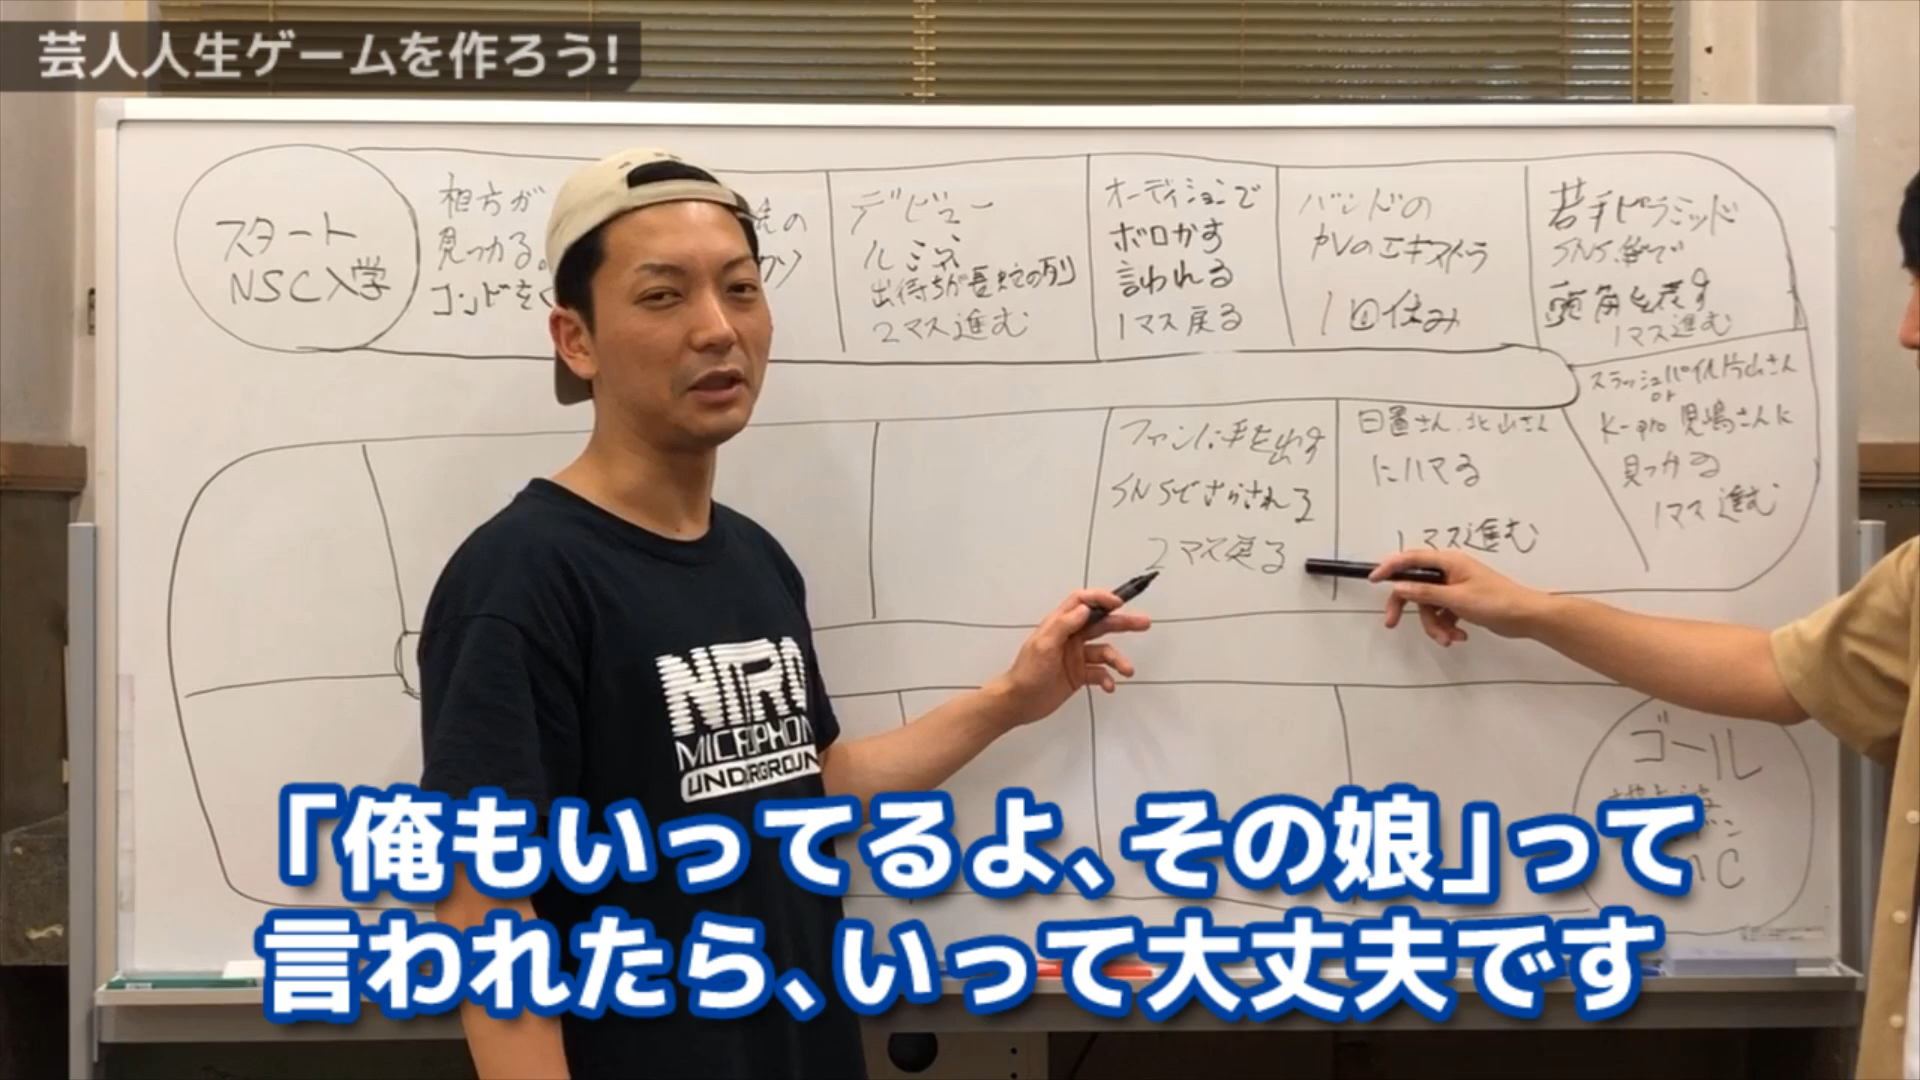 芸人人生ゲームを作ろう!
スタート
NSC入学
相方が
見つかる。
コンビを
の
デビュー
ルミネ
出待ちが長蛇の列
2マス進む
オーディションで
ボロカす
言われる
1マス戻る
バンドの
PVのエキストラ
1回休み
若手ピラミッド
SNS等で
頭角を表す
1マス進む
スラッシュパイル片山さん
or
K-pro 児嶋さんに
見つかる
1マス進む
日置さん、北山さん
にハマる
1マス進む
ファンに手を出す
SNSでさらされる
2マス戻る
ゴール
NITRO
MICROPHON
UNDERGROUN
「俺もいってるよ、その娘」って
言われたら、いって大丈夫です